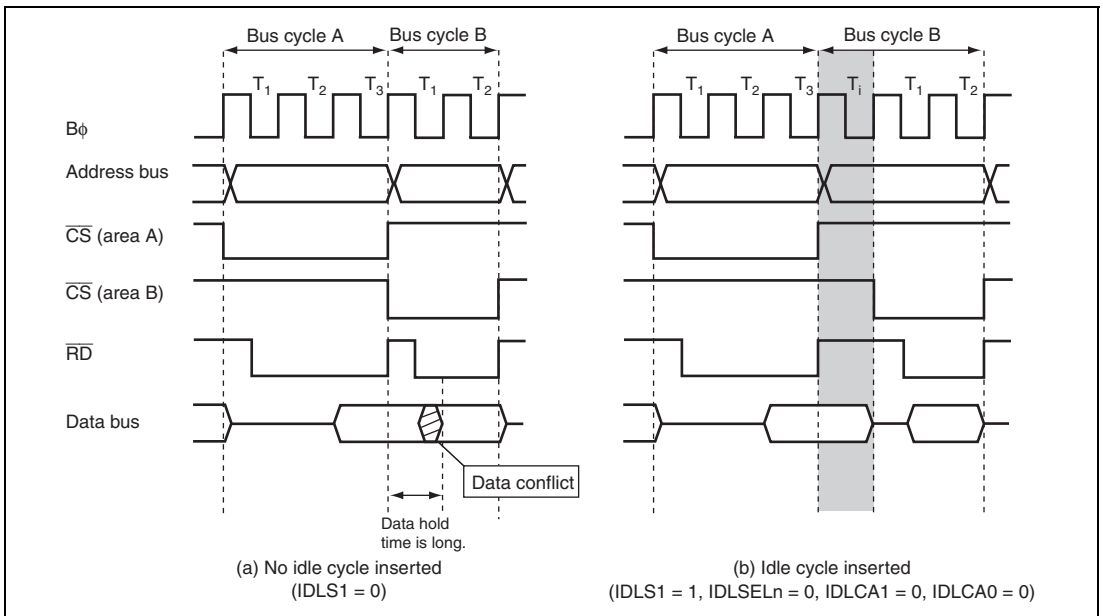 Bus cycle A
Bus cycle B
T1
T2
T3
T1
T2
Bφ
Address bus
CS (area A)
CS (area B)
RD
Data bus
Data conflict
Data hold
time is long.
(a) No idle cycle inserted
(IDLS1 = 0)
Bus cycle A
Bus cycle B
T1
T2
T3
Ti
T1
T2
(b) Idle cycle inserted
(IDLS1 = 1, IDLSELn = 0, IDLCA1 = 0, IDLCA0 = 0)